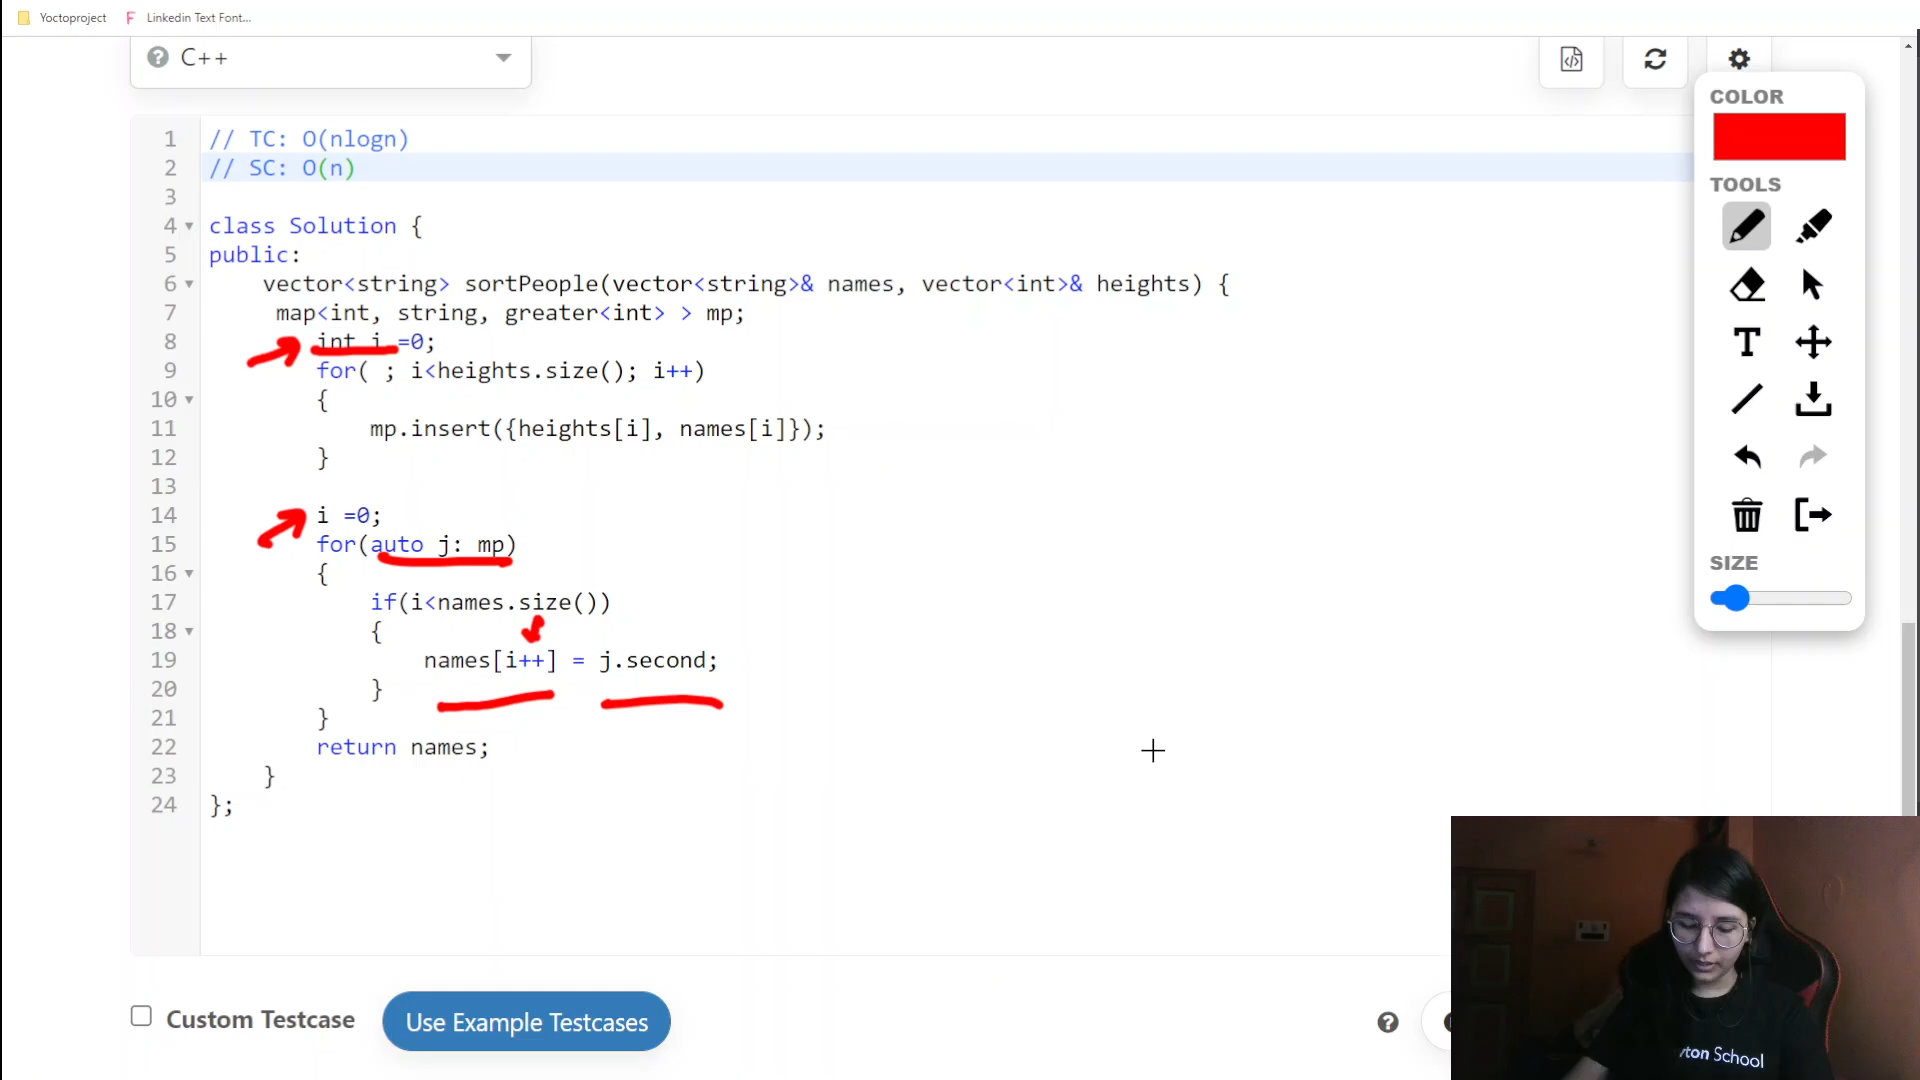 Yoctoproject
Linkedin Text Font...
C++
1 // TC: O(nlogn)
2 // SC: O(n)
3
4 class Solution {
5 public:
6 vector<string> sortPeople(vector<string>& names, vector<int>& heights) {
7 map<int, string, greater<int> > mp;
8 int i =0;
9 for( ; i<heights.size(); i++)
10 {
11 mp.insert({heights[i], names[i]});
12 }
13
14 i =0;
15 for(auto j: mp)
16 {
17 if(i<names.size())
18 {
19 names[i++] = j.second;
20 }
21 }
22 return names;
23 }
24 };
COLOR
TOOLS
T
SIZE
Custom Testcase
Use Example Testcases
School